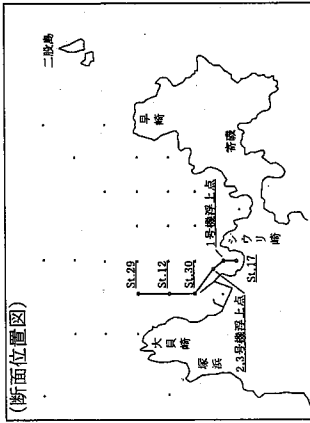 (断面位置図)
二股島
早崎
寄磯
1号機浮上点
シウリ崎
St.29
St.12
St.30
St.17
大貝崎
塚浜
2,3号機浮上点